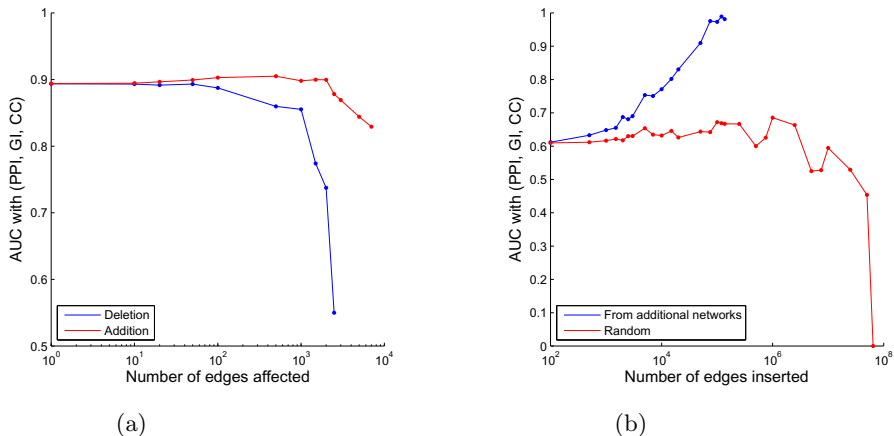 1
0.9
0.8
0.7
0.6
0.5
AUC with (PPI, GI, CC)
Deletion
Addition
10^0
10^1
10^2
10^3
10^4
Number of edges affected
(a)
1
0.9
0.8
0.7
0.6
0.5
0.4
0.3
0.2
0.1
0
AUC with (PPI, GI, CC)
From additional networks
Random
10^2
10^4
10^6
10^8
Number of edges inserted
(b)